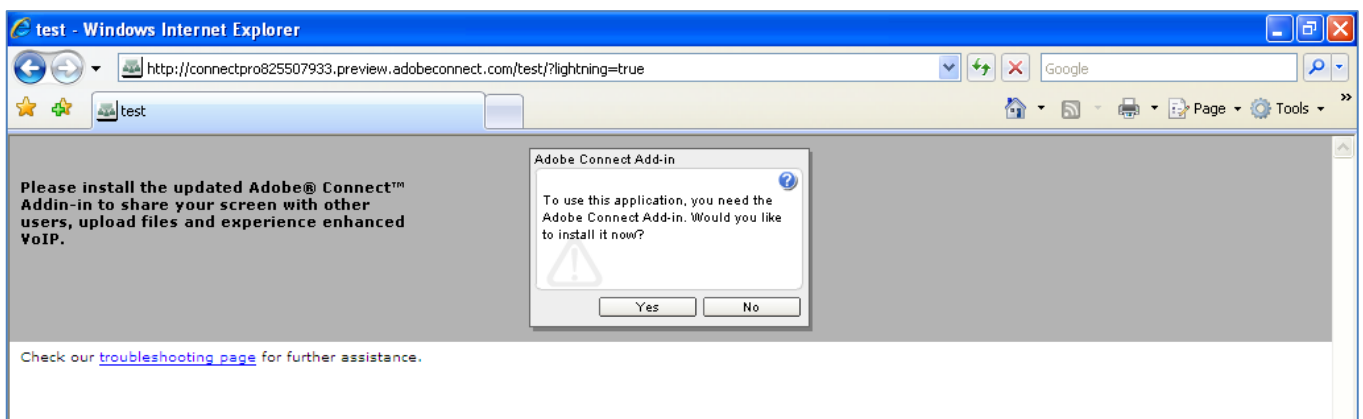 test - Windows Internet Explorer
http://connectpro825507933.preview.adobeconnect.com/test/?lightning=true
Google
test
Page
Tools
»
Please install the updated Adobe® Connect™
Addin-in to share your screen with other
users, upload files and experience enhanced
VoIP.
Adobe Connect Add-in
?
To use this application, you need the
Adobe Connect Add-in. Would you like
to install it now?
Yes
No
Check our troubleshooting page for further assistance.